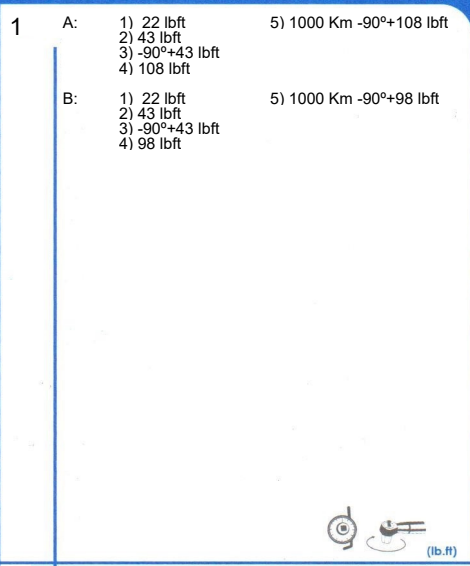 1 A: 1) 22 lbft 5) 1000 Km -90º+108 lbft
2) 43 lbft
3) -90º+43 lbft
4) 108 lbft
B: 1) 22 lbft 5) 1000 Km -90º+98 lbft
2) 43 lbft
3) -90º+43 lbft
4) 98 lbft
(lb.ft)